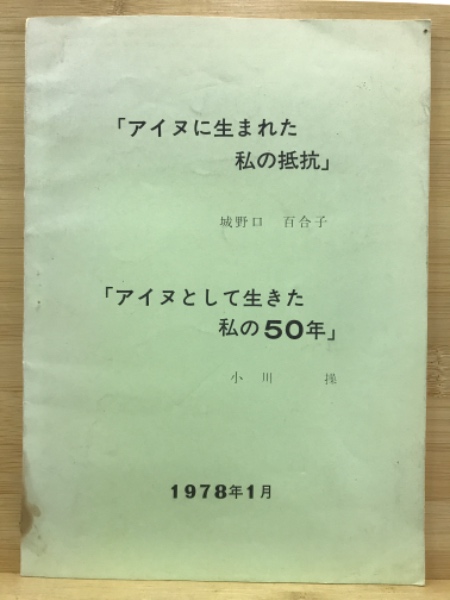 「アイヌに生まれた
私の抵抗」
城野口 百合子
「アイヌとして生きた
私の50年」
小川 操
1978年1月